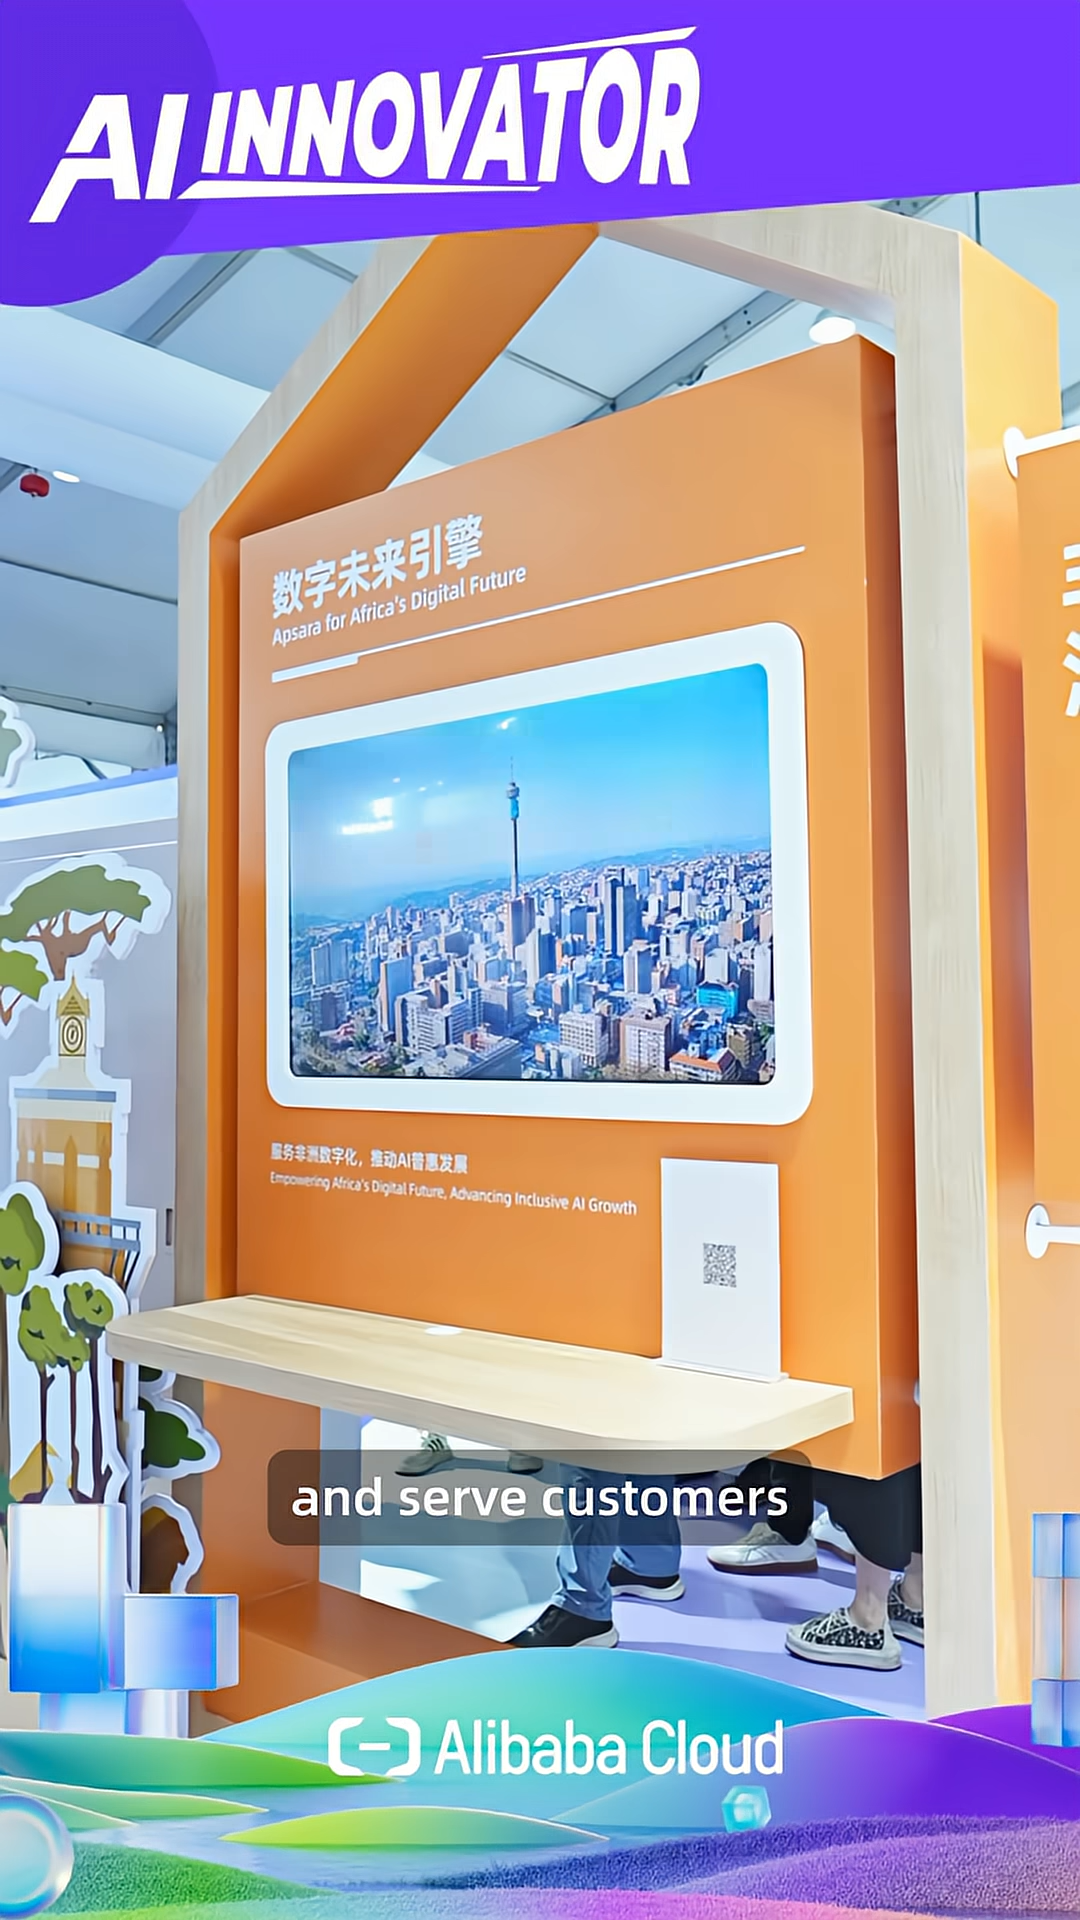 AI INNOVATOR
数字未来引擎
Apsara for Africa's Digital Future
服务非洲数字化，推动AI普惠发展
Empowering Africa's Digital Future, Advancing Inclusive AI Growth
and serve customers
Alibaba Cloud